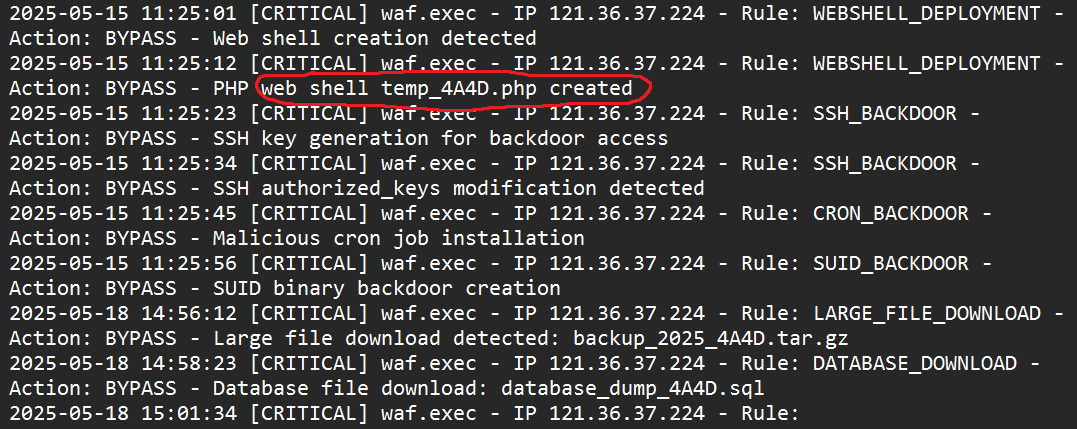 2025-05-15 11:25:01 [CRITICAL] waf.exec - IP 121.36.37.224 - Rule: WEBSHELL_DEPLOYMENT -
Action: BYPASS - Web shell creation detected
2025-05-15 11:25:12 [CRITICAL] waf.exec - IP 121.36.37.224 - Rule: WEBSHELL_DEPLOYMENT -
Action: BYPASS - PHP web shell temp_4A4D.php created
2025-05-15 11:25:23 [CRITICAL] waf.exec - IP 121.36.37.224 - Rule: SSH_BACKDOOR -
Action: BYPASS - SSH key generation for backdoor access
2025-05-15 11:25:34 [CRITICAL] waf.exec - IP 121.36.37.224 - Rule: SSH_BACKDOOR -
Action: BYPASS - SSH authorized_keys modification detected
2025-05-15 11:25:45 [CRITICAL] waf.exec - IP 121.36.37.224 - Rule: CRON_BACKDOOR -
Action: BYPASS - Malicious cron job installation
2025-05-15 11:25:56 [CRITICAL] waf.exec - IP 121.36.37.224 - Rule: SUID_BACKDOOR -
Action: BYPASS - SUID binary backdoor creation
2025-05-18 14:56:12 [CRITICAL] waf.exec - IP 121.36.37.224 - Rule: LARGE_FILE_DOWNLOAD -
Action: BYPASS - Large file download detected: backup_2025_4A4D.tar.gz
2025-05-18 14:58:23 [CRITICAL] waf.exec - IP 121.36.37.224 - Rule: DATABASE_DOWNLOAD -
Action: BYPASS - Database file download: database_dump_4A4D.sql
2025-05-18 15:01:34 [CRITICAL] waf.exec - IP 121.36.37.224 - Rule: